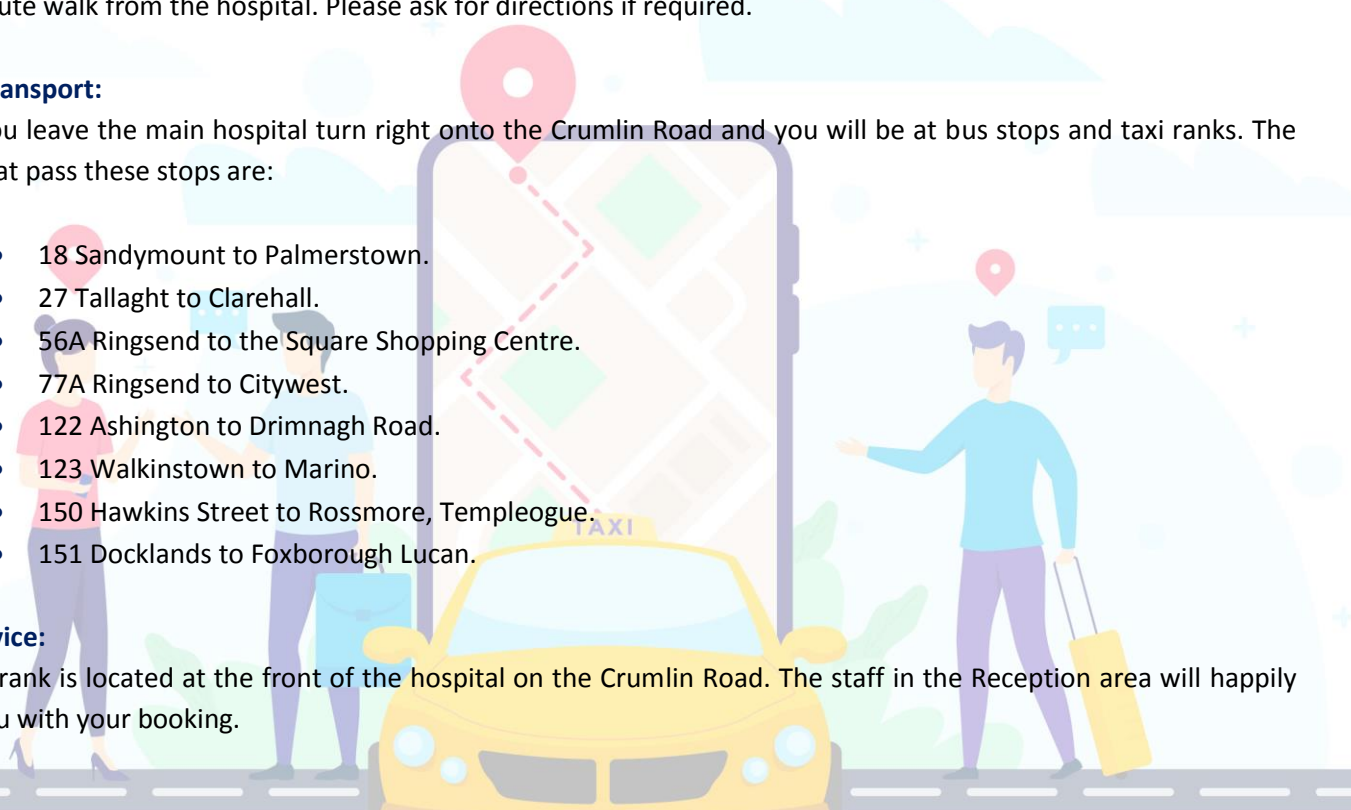 ute walk from the hospital. Please ask for directions if required.
ansport:
ou leave the main hospital turn right onto the Crumlin Road and you will be at bus stops and taxi ranks. The
at pass these stops are:
• 18 Sandymount to Palmerstown.
• 27 Tallaght to Clarehall.
• 56A Ringsend to the Square Shopping Centre.
• 77A Ringsend to Citywest.
• 122 Ashington to Drimnagh Road.
• 123 Walkinstown to Marino.
• 150 Hawkins Street to Rossmore, Templeogue.
TAXI
• 151 Docklands to Foxborough Lucan.
vice:
rank is located at the front of the hospital on the Crumlin Road. The staff in the Reception area will happily
u with your booking.